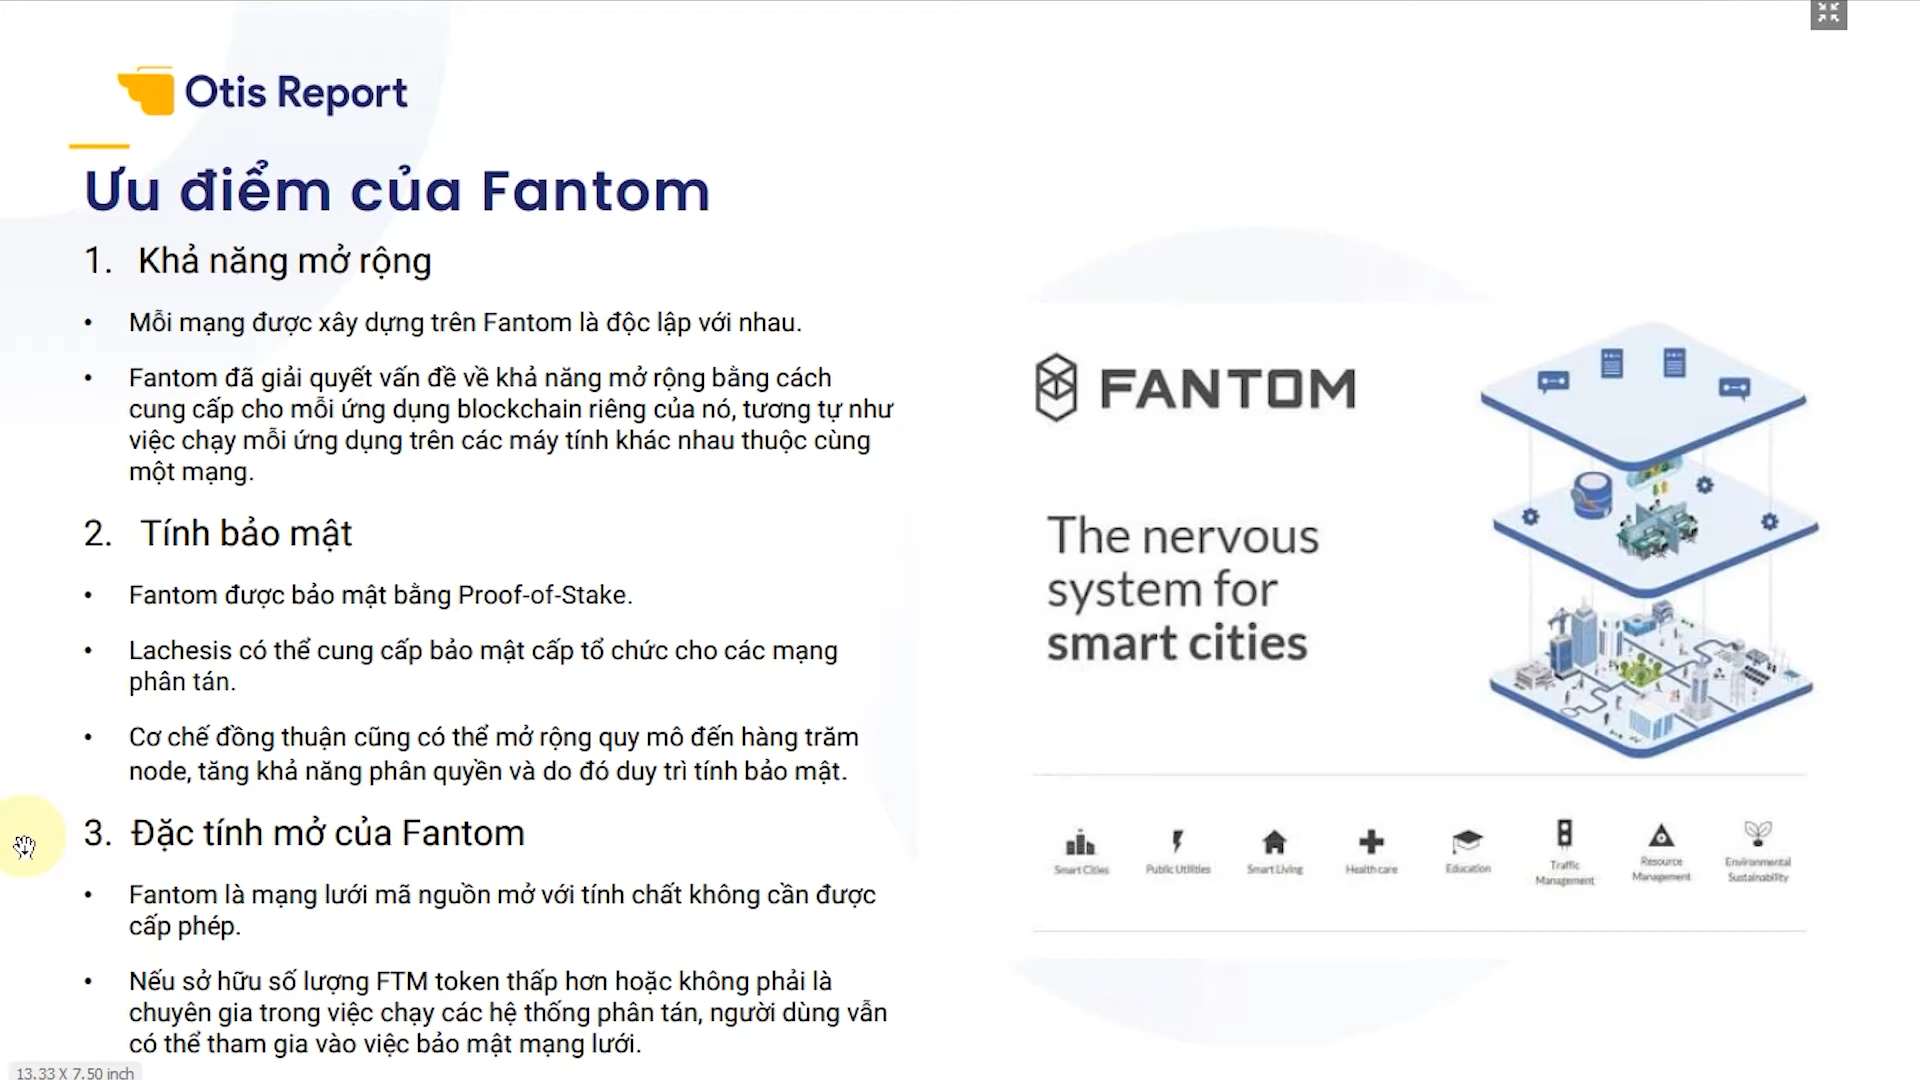 Otis Report
Ưu điểm của Fantom
1. Khả năng mở rộng
• Mỗi mạng được xây dựng trên Fantom là độc lập với nhau.
• Fantom đã giải quyết vấn đề về khả năng mở rộng bằng cách
cung cấp cho mỗi ứng dụng blockchain riêng của nó, tương tự như
việc chạy mỗi ứng dụng trên các máy tính khác nhau thuộc cùng
một mạng.
2. Tính bảo mật
• Fantom được bảo mật bằng Proof-of-Stake.
• Lachesis có thể cung cấp bảo mật cấp tổ chức cho các mạng
phân tán.
• Cơ chế đồng thuận cũng có thể mở rộng quy mô đến hàng trăm
node, tăng khả năng phân quyền và do đó duy trì tính bảo mật.
3. Đặc tính mở của Fantom
• Fantom là mạng lưới mã nguồn mở với tính chất không cần được
cấp phép.
• Nếu sở hữu số lượng FTM token thấp hơn hoặc không phải là
chuyên gia trong việc chạy các hệ thống phân tán, người dùng vẫn
có thể tham gia vào việc bảo mật mạng lưới.
FANTOM
The nervous
system for
smart cities
Smart Cities
Public Utilities
Smart Living
Health care
Education
Traffic
Management
Resource
Management
Environmental
Sustainability
13.33 X 7.50 inch